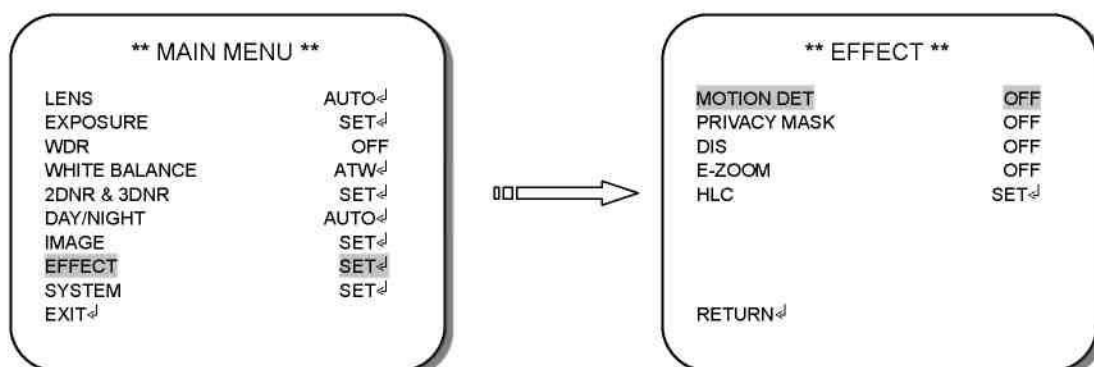 ** MAIN MENU **
LENS AUTO↲
EXPOSURE SET↲
WDR OFF
WHITE BALANCE ATW↲
2DNR & 3DNR SET↲
DAY/NIGHT AUTO↲
IMAGE SET↲
EFFECT SET↲
SYSTEM SET↲
EXIT↲
** EFFECT **
MOTION DET OFF
PRIVACY MASK OFF
DIS OFF
E-ZOOM OFF
HLC SET↲
RETURN↲